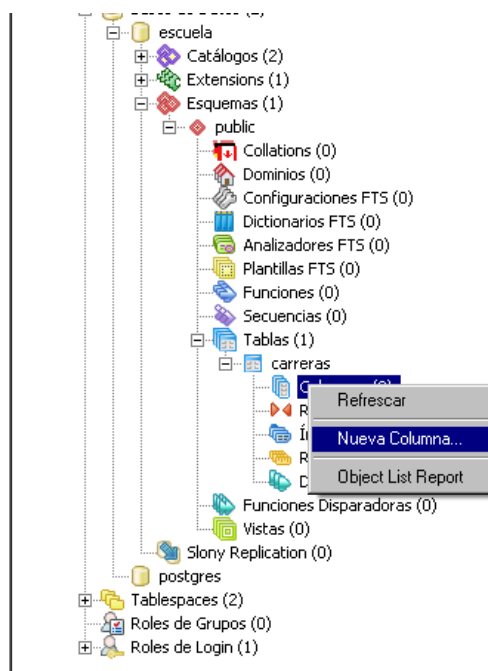 escuela
Catálogos (2)
Extensions (1)
Esquemas (1)
public
Collations (0)
Dominios (0)
Configuraciones FTS (0)
Dictionarios FTS (0)
Analizadores FTS (0)
Plantillas FTS (0)
Funciones (0)
Secuencias (0)
Tablas (1)
carreras
Refrescar
R
Nueva Columna...
R
Object List Report
D
Funciones Disparadoras (0)
Vistas (0)
Slony Replication (0)
postgres
Tablespaces (2)
Roles de Grupos (0)
Roles de Login (1)